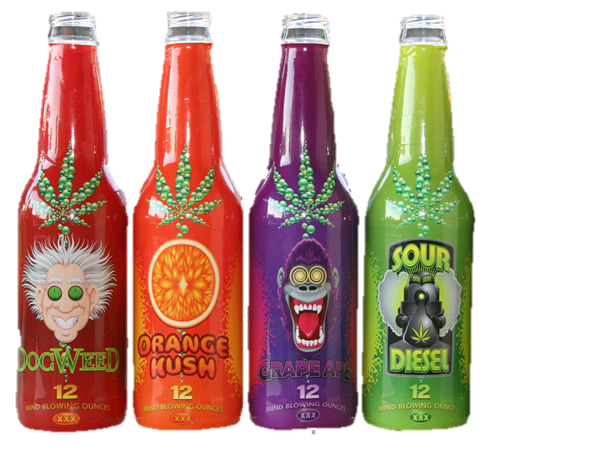 DOCWEED
12
MIND BLOWING OUNCES
XXX
ORANGE
KUSH
12
MIND BLOWING OUNCES
XXX
GRAPE APE
12
MIND BLOWING OUNCES
XXX
SOUR
DIESEL
12
MIND BLOWING OUNCES
XXX